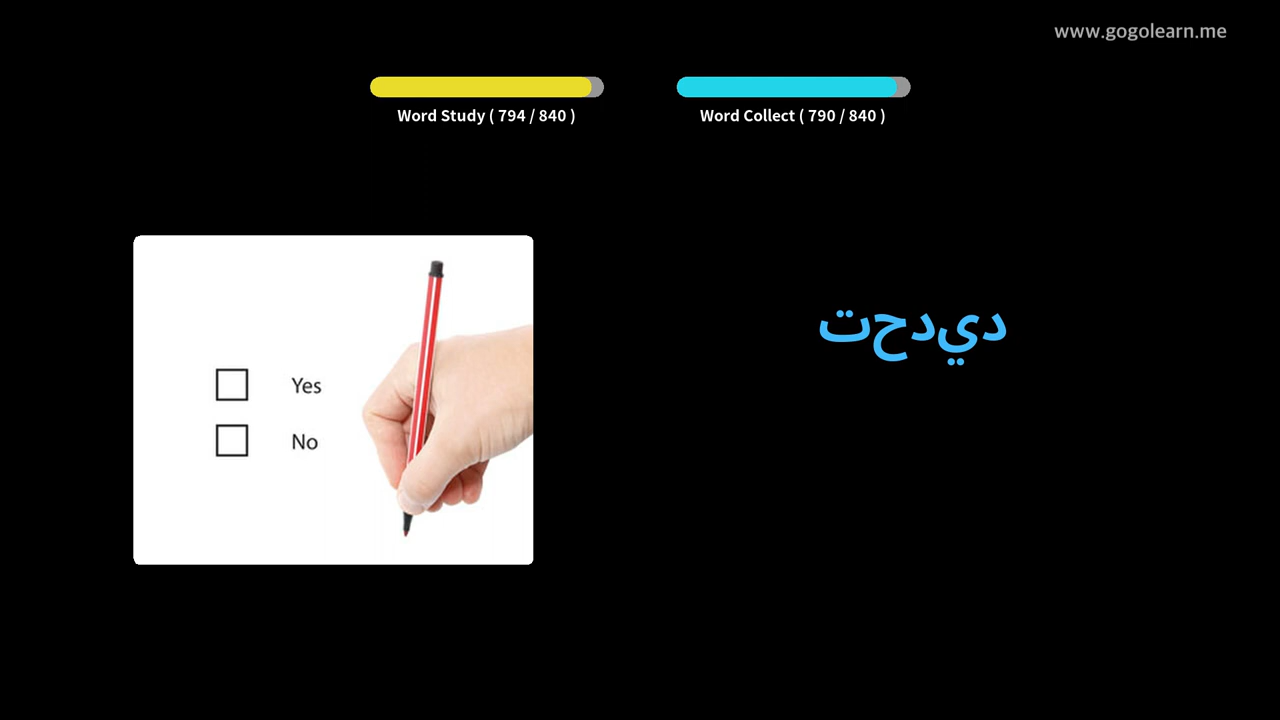 www.gogolearn.me
Word Study ( 794 / 840 )
Word Collect ( 790 / 840 )
تحديد
Yes
No